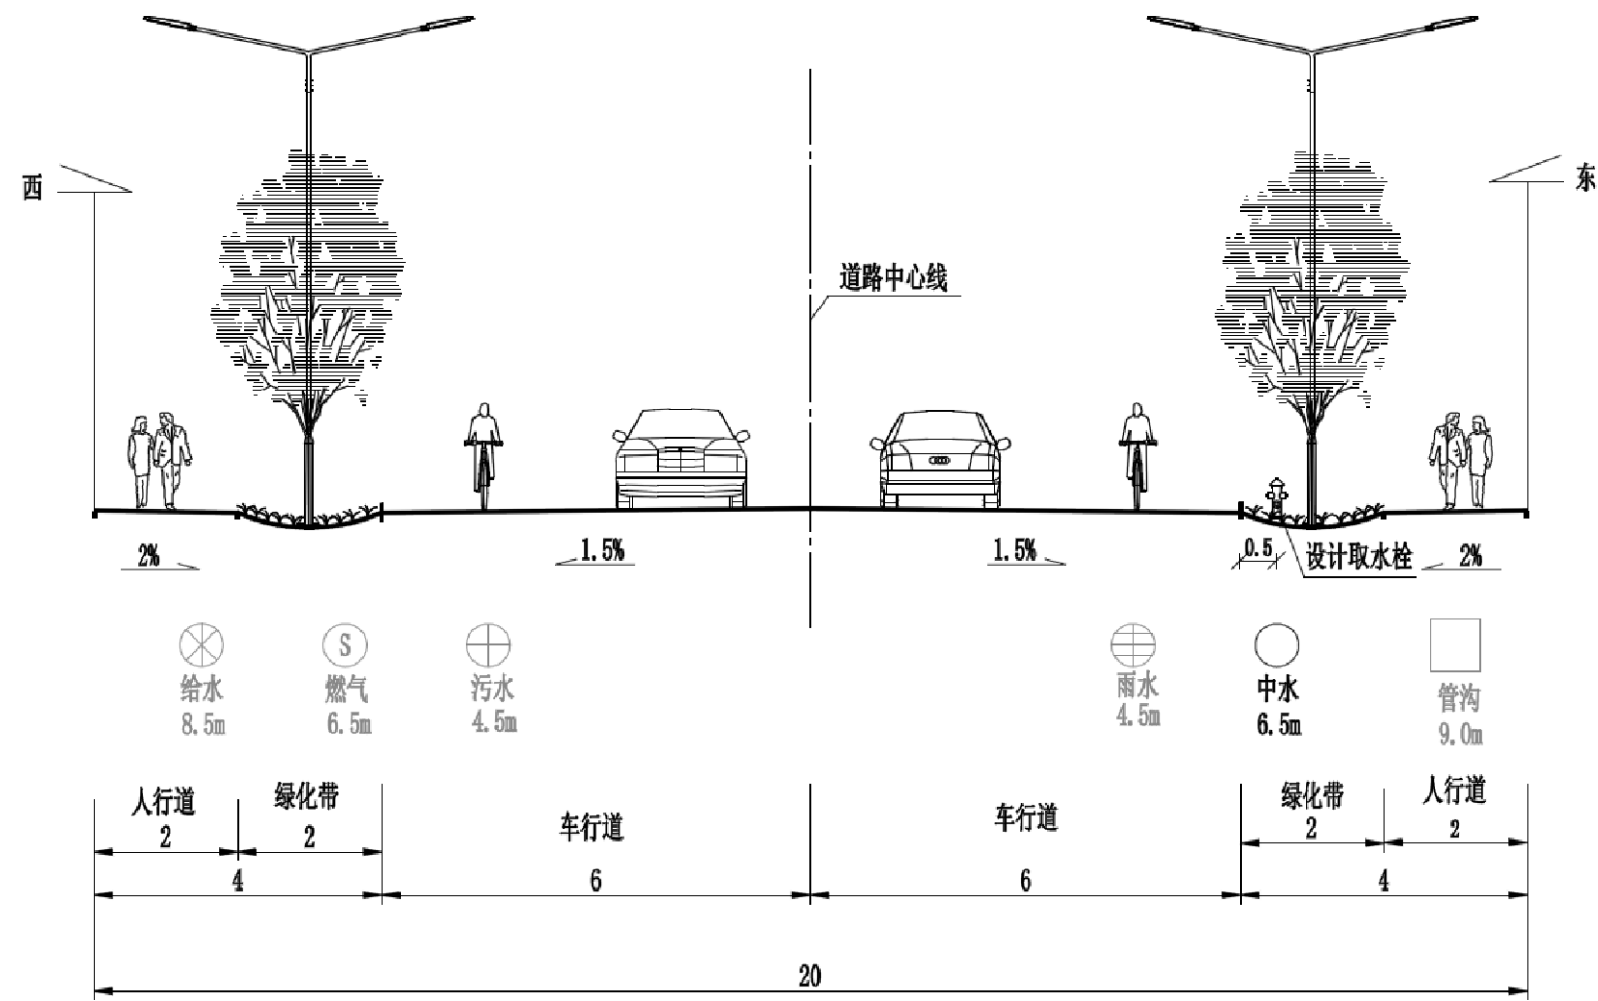 西
东
道路中心线
2%
1.5%
1.5%
0.5
设计取水栓
2%
S
给水
8.5m
燃气
6.5m
污水
4.5m
雨水
4.5m
中水
6.5m
管沟
9.0m
人行道
2
绿化带
2
车行道
车行道
绿化带
2
人行道
2
4
6
6
4
20